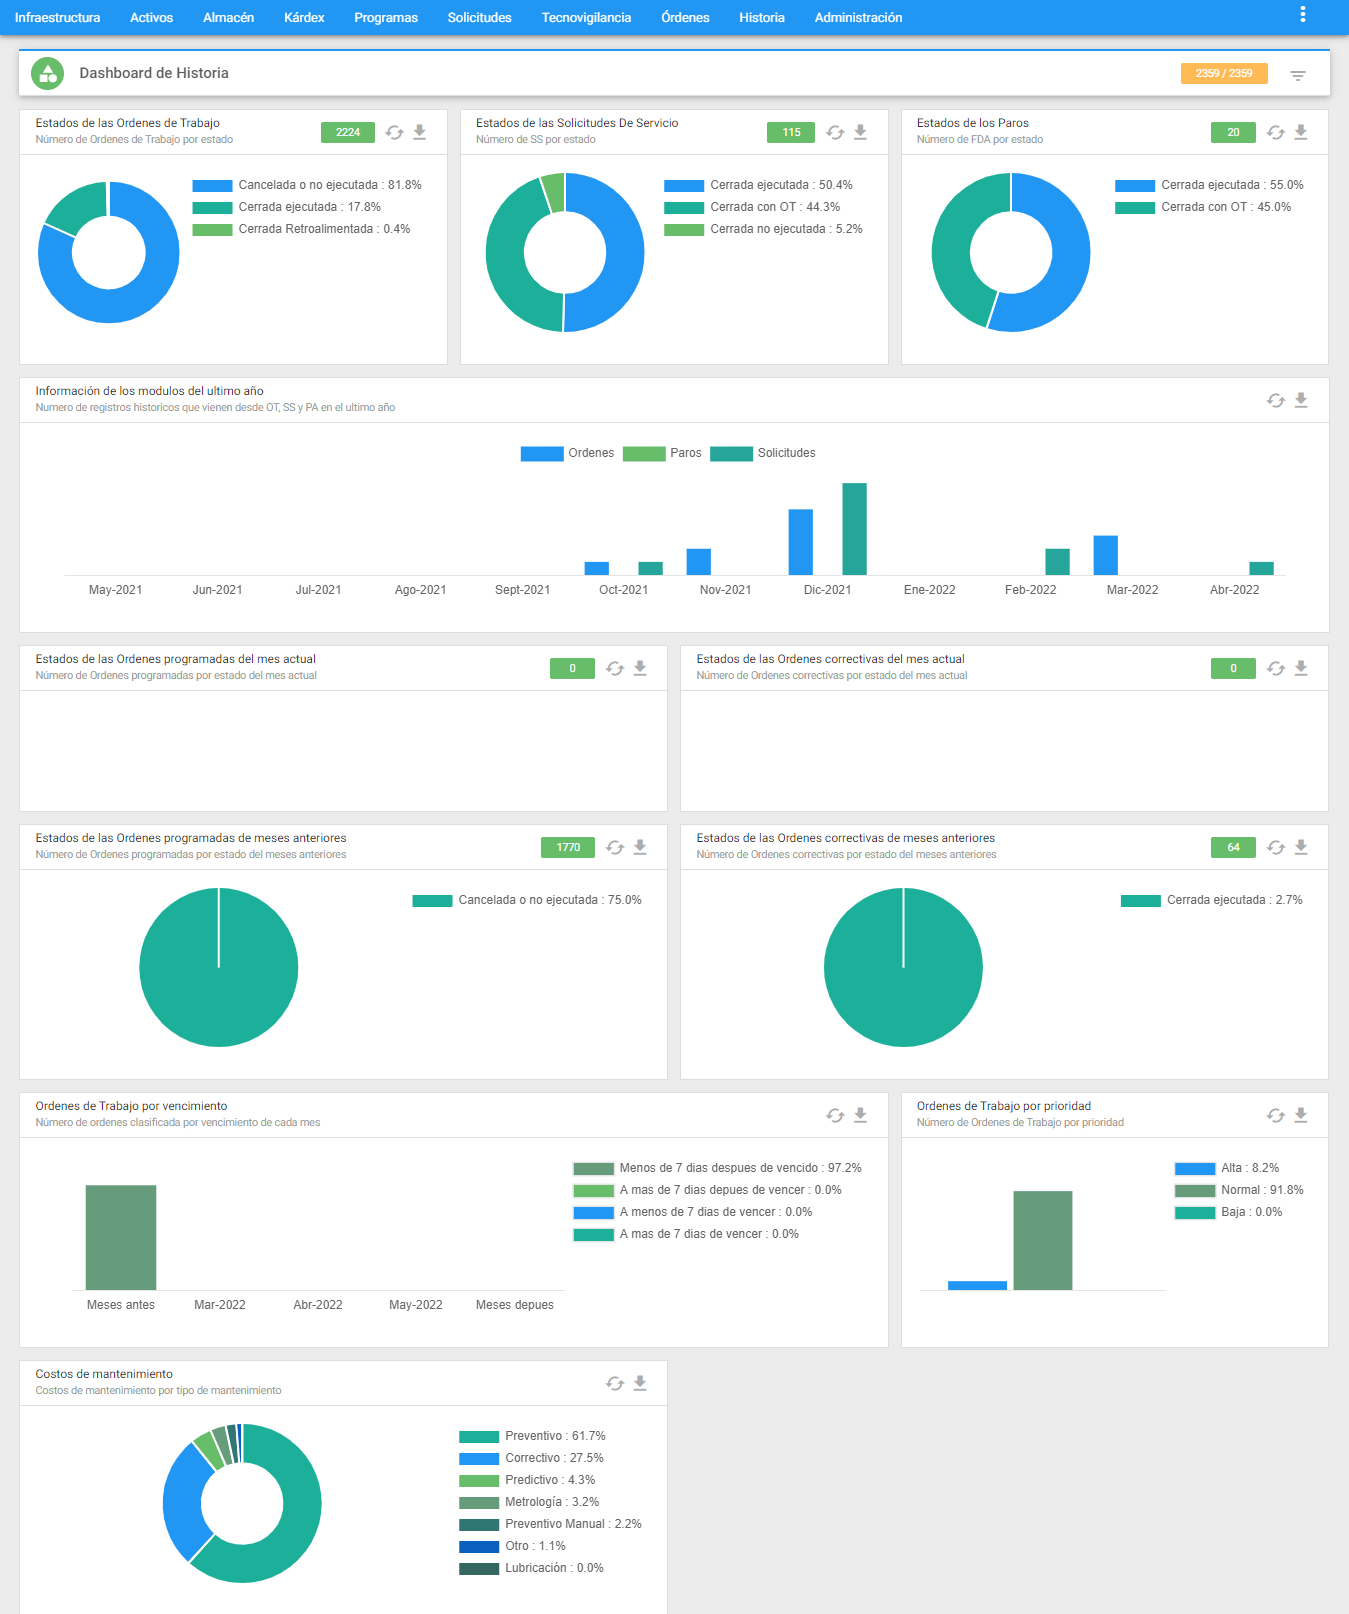 Infraestructura Activos Almacén Kárdex Programas Solicitudes Tecnovigilancia Órdenes Historia Administración
Dashboard de Historia
2359 / 2359
Estados de las Ordenes de Trabajo
Número de Ordenes de Trabajo por estado
2224
Cancelada o no ejecutada : 81.8%
Cerrada ejecutada : 17.8%
Cerrada Retroalimentada : 0.4%
Estados de las Solicitudes De Servicio
Número de SS por estado
115
Cerrada ejecutada : 50.4%
Cerrada con OT : 44.3%
Cerrada no ejecutada : 5.2%
Estados de los Paros
Número de FDA por estado
20
Cerrada ejecutada : 55.0%
Cerrada con OT : 45.0%
Información de los modulos del ultimo año
Numero de registros historicos que vienen desde OT, SS y PA en el ultimo año
Ordenes Paros Solicitudes
May-2021 Jun-2021 Jul-2021 Ago-2021 Sept-2021 Oct-2021 Nov-2021 Dic-2021 Ene-2022 Feb-2022 Mar-2022 Abr-2022
Estados de las Ordenes programadas del mes actual
Número de Ordenes programadas por estado del mes actual
0
Estados de las Ordenes correctivas del mes actual
Número de Ordenes correctivas por estado del mes actual
0
Estados de las Ordenes programadas de meses anteriores
Número de Ordenes programadas por estado del meses anteriores
1770
Cancelada o no ejecutada : 75.0%
Estados de las Ordenes correctivas de meses anteriores
Número de Ordenes correctivas por estado del meses anteriores
64
Cerrada ejecutada : 2.7%
Ordenes de Trabajo por vencimiento
Número de ordenes clasificada por vencimiento de cada mes
Menos de 7 dias despues de vencido : 97.2%
A mas de 7 dias depues de vencer : 0.0%
A menos de 7 dias de vencer : 0.0%
A mas de 7 dias de vencer : 0.0%
Meses antes Mar-2022 Abr-2022 May-2022 Meses depues
Ordenes de Trabajo por prioridad
Número de Ordenes de Trabajo por prioridad
Alta : 8.2%
Normal : 91.8%
Baja : 0.0%
Costos de mantenimiento
Costos de mantenimiento por tipo de mantenimiento
Preventivo : 61.7%
Correctivo : 27.5%
Predictivo : 4.3%
Metrología : 3.2%
Preventivo Manual : 2.2%
Otro : 1.1%
Lubricación : 0.0%